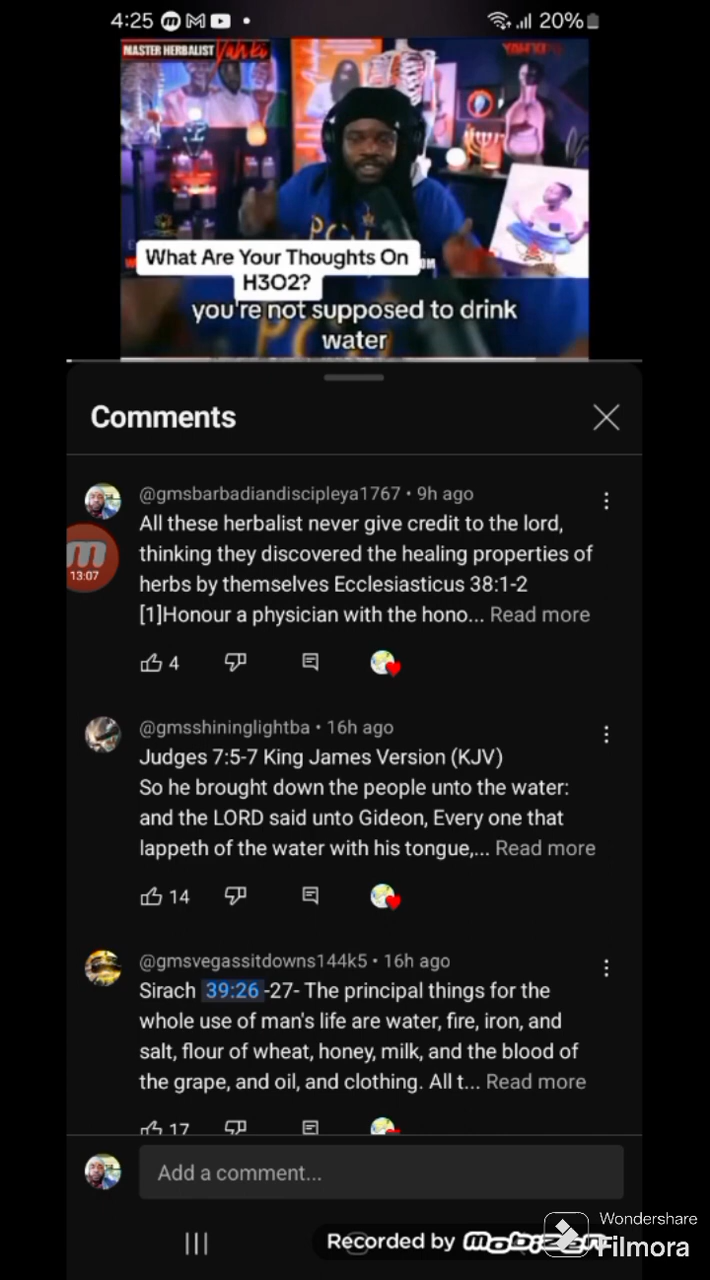 4:25
20%
MASTER HERBALIST Yahki
What Are Your Thoughts On
H3O2?
you're not supposed to drink
water
Comments
@gmsbarbadiandiscipleya1767 • 9h ago
All these herbalist never give credit to the lord,
thinking they discovered the healing properties of
herbs by themselves Ecclesiasticus 38:1-2
[1]Honour a physician with the hono... Read more
13:07
4
@gmsshininglightba • 16h ago
Judges 7:5-7 King James Version (KJV)
So he brought down the people unto the water:
and the LORD said unto Gideon, Every one that
lappeth of the water with his tongue,... Read more
14
@gmsvegassitdowns144k5 • 16h ago
Sirach 39:26-27- The principal things for the
whole use of man's life are water, fire, iron, and
salt, flour of wheat, honey, milk, and the blood of
the grape, and oil, and clothing. All t... Read more
17
Add a comment...
Recorded by mobizen
Wondershare
Filmora